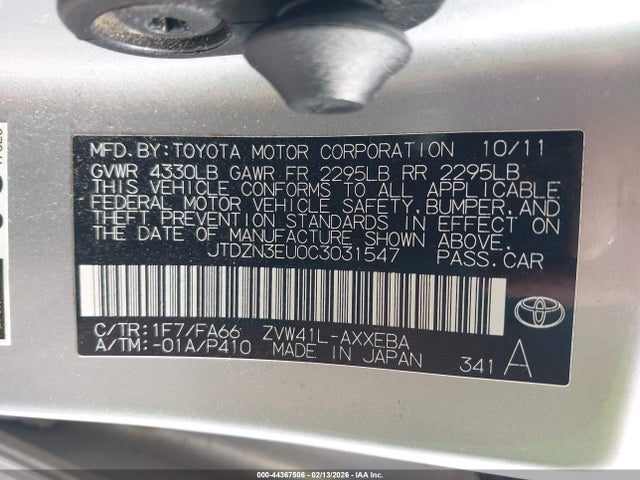 MFD. BY: TOYOTA MOTOR CORPORATION 10/11
GVWR 4330LB GAWR FR 2295LB RR 2295LB
THIS VEHICLE CONFORMS TO ALL APPLICABLE
FEDERAL MOTOR VEHICLE SAFETY, BUMPER, AND
THEFT PREVENTION STANDARDS IN EFFECT ON
THE DATE OF MANUFACTURE SHOWN ABOVE.
JTDZN3EU0C3031547 PASS. CAR
C/TR: 1F7/FA66 ZVW41L-AXXEBA
A/TM: -01A/P410 MADE IN JAPAN
341 A
TOYOTA
000-44367506 - 02/13/2026 - IAA Inc.